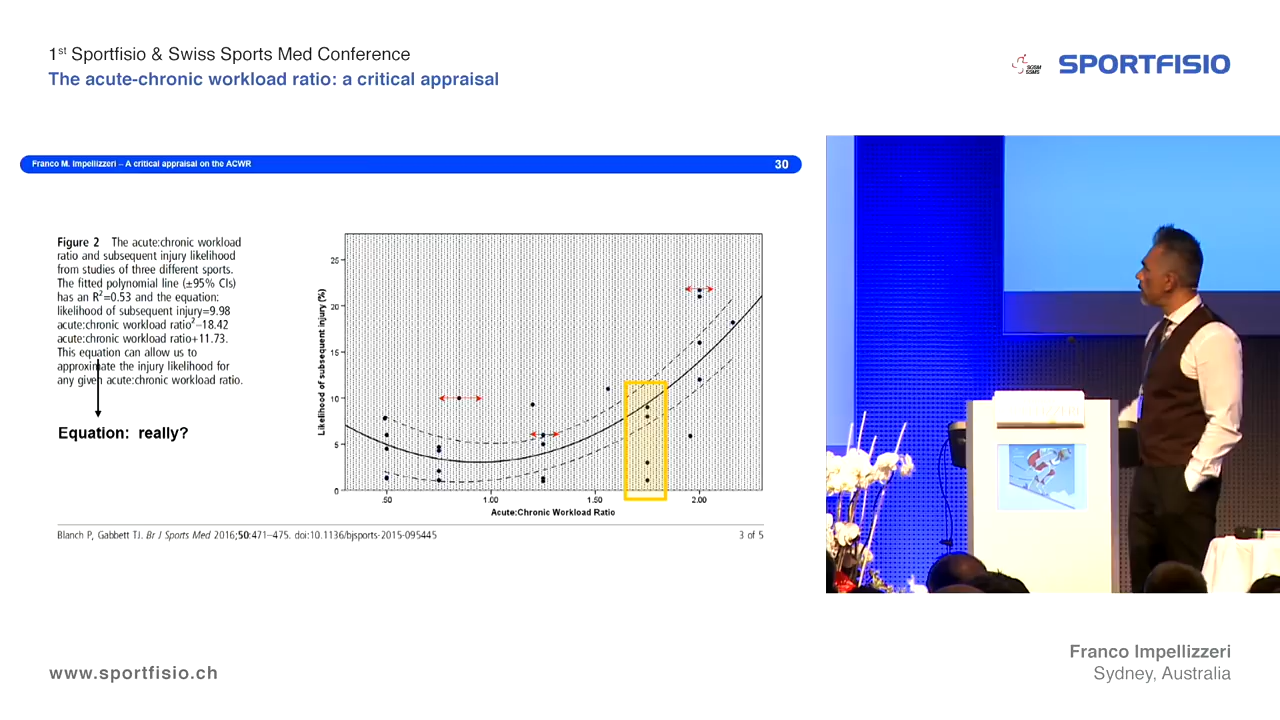 1st Sportfisio & Swiss Sports Med Conference
The acute-chronic workload ratio: a critical appraisal
SGSM
SSMS
SPORTFISIO
Franco M. Impellizzeri – A critical appraisal on the ACWR
30
Figure 2 The acute:chronic workload
ratio and subsequent injury likelihood
from studies of three different sports.
The fitted polynomial line (±95% CIs)
has an R²=0.53 and the equation:
likelihood of subsequent injury=9.98
acute:chronic workload ratio²−18.42
acute:chronic workload ratio+11.73.
This equation can allow us to
approximate the injury likelihood for
any given acute:chronic workload ratio.
Equation: really?
Likelihood of subsequent injury (%)
25
20
15
10
5
0
.50
1.00
1.50
2.00
Acute:Chronic Workload Ratio
Blanch P, Gabbett TJ. Br J Sports Med 2016;50:471–475. doi:10.1136/bjsports-2015-095445
3 of 5
www.sportfisio.ch
Franco Impellizzeri
Sydney, Australia